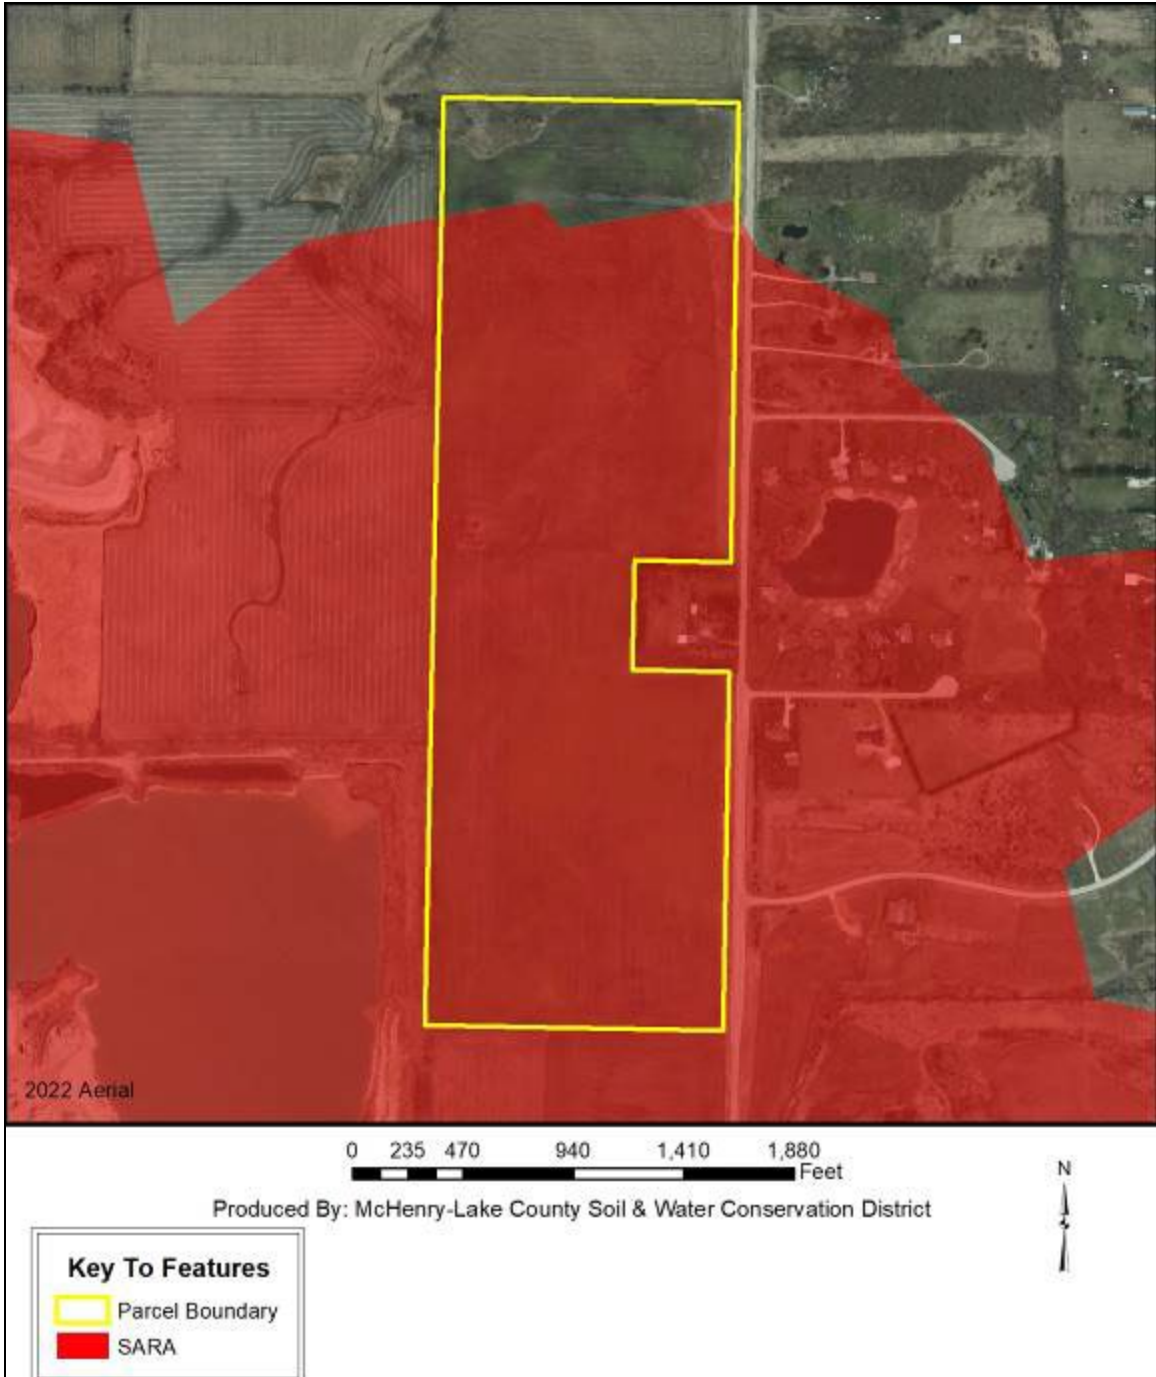 2022 Aerial
0 235 470 940 1,410 1,880
Feet
N
Produced By: McHenry-Lake County Soil & Water Conservation District
Key To Features
Parcel Boundary
SARA